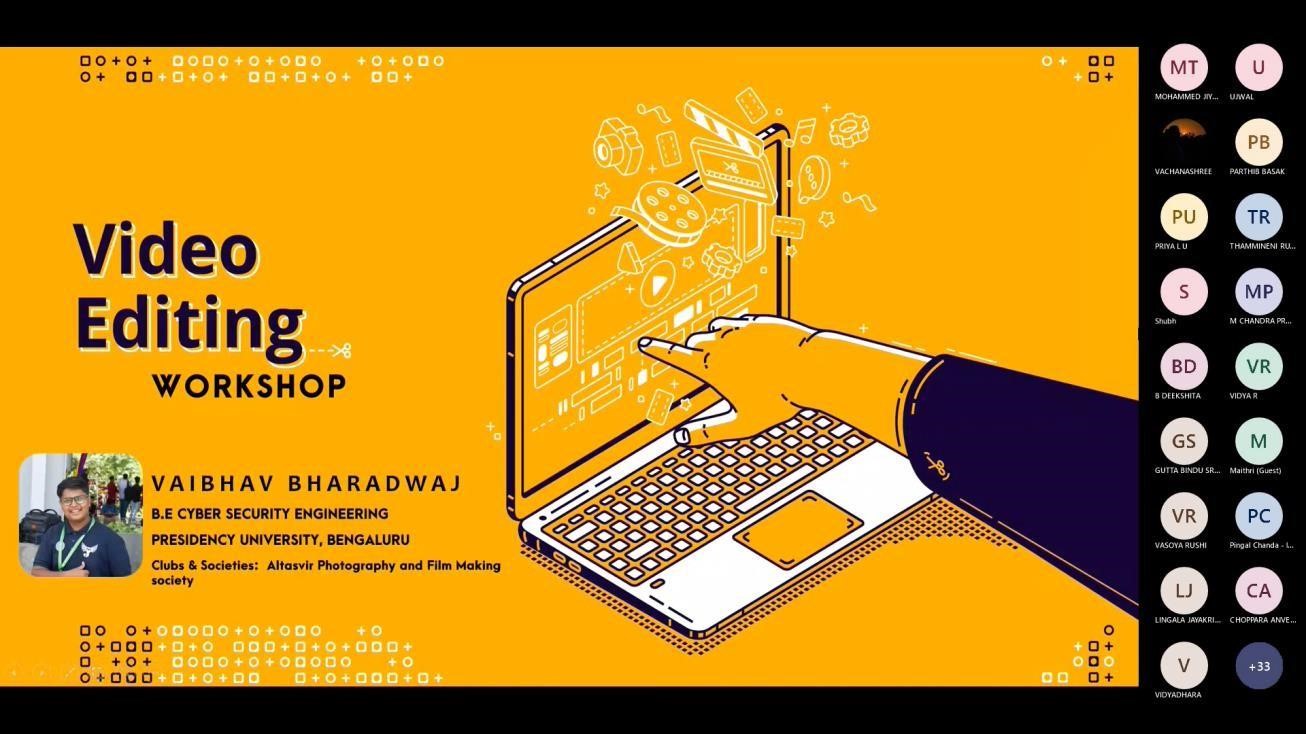 Video
Editing
WORKSHOP
VAIBHAV BHARADWAJ
B.E CYBER SECURITY ENGINEERING
PRESIDENCY UNIVERSITY, BENGALURU
Clubs & Societies: Altasvir Photography and Film Making
society
MT U
MOHAMMED JIY... UJWAL
PB
VACHANASHREE PARTHIB BASAK
PU TR
PRIYA L U THAMMINENI RU...
S MP
Shubh M CHANDRA PR...
BD VR
B DEEKSHITA VIDYA R
GS M
GUTTA BINDU SR... Maithri (Guest)
VR PC
VASOYA RUSHI Pingal Chanda - I...
LJ CA
LINGALA JAYAKRI... CHOPPARA ANVE...
V +33
VIDYADHARA